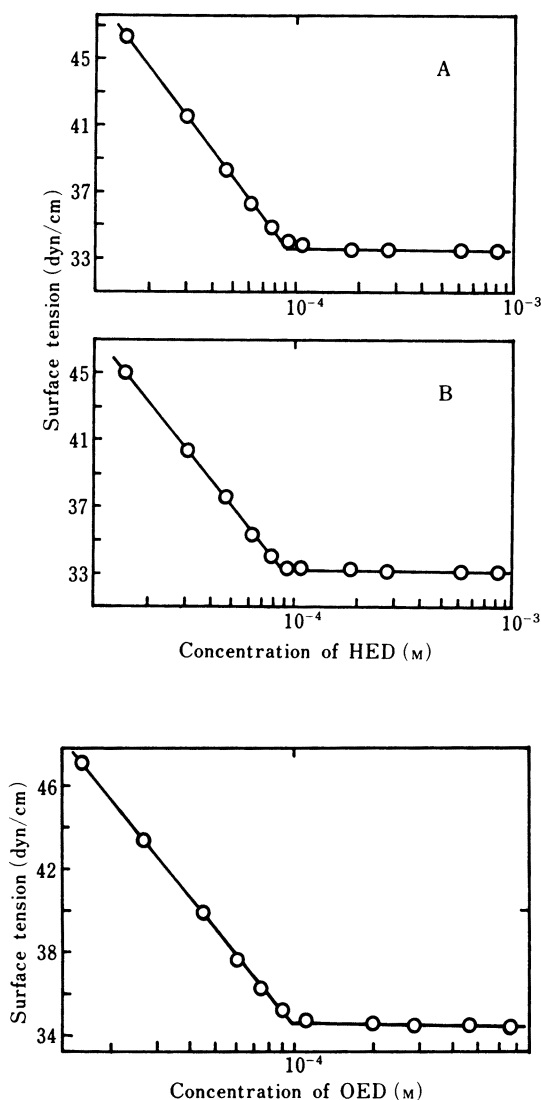 45
A
41
37
33
10⁻⁴
10⁻³
Surface tension (dyn/cm)
45
B
41
37
33
10⁻⁴
10⁻³
Concentration of HED (M)
46
42
38
34
Surface tension (dyn/cm)
10⁻⁴
Concentration of OED (M)